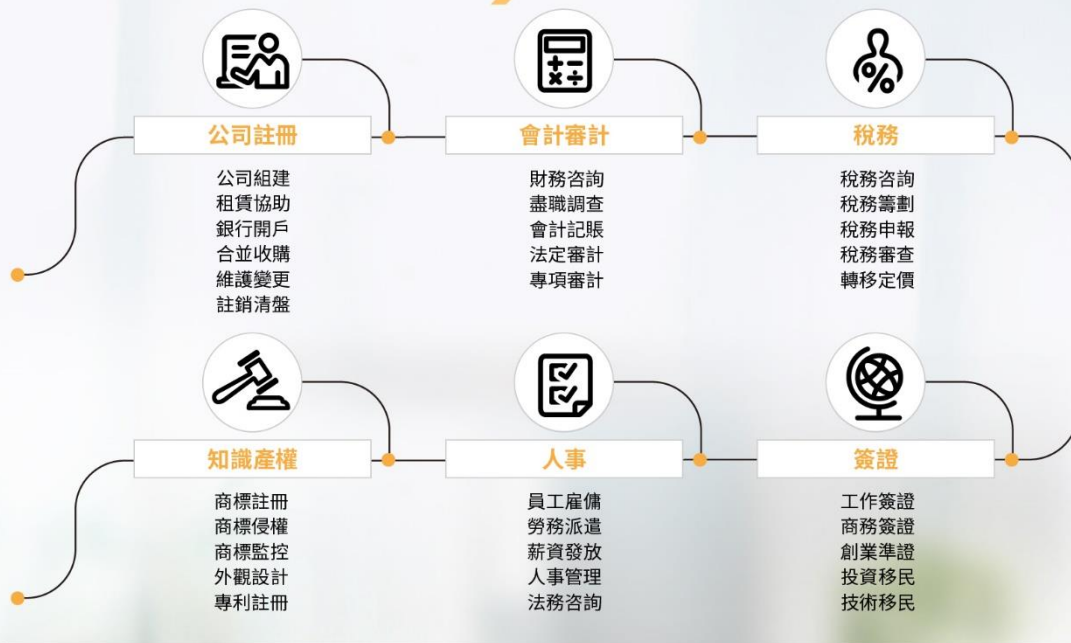 公司註冊
公司組建
租賃協助
銀行開戶
合並收購
維護變更
註銷清盤
會計審計
財務咨詢
盡職調查
會計記賬
法定審計
專項審計
稅務
稅務咨詢
稅務籌劃
稅務申報
稅務審查
轉移定價
知識產權
商標註冊
商標侵權
商標監控
外觀設計
專利註冊
人事
員工雇傭
勞務派遣
薪資發放
人事管理
法務咨詢
簽證
工作簽證
商務簽證
創業準證
投資移民
技術移民